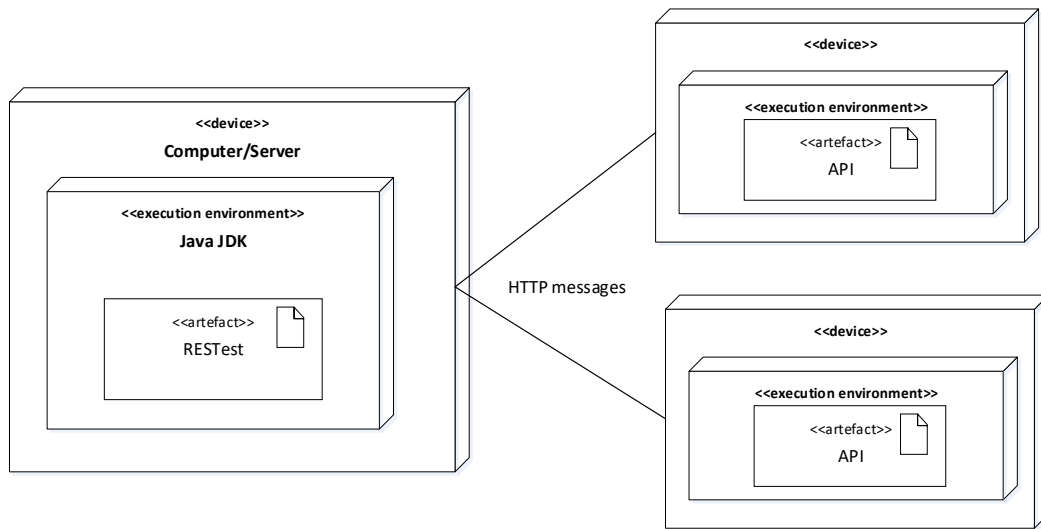 <<device>>
Computer/Server
<<execution environment>>
Java JDK
<<artefact>>
RESTest
HTTP messages
<<device>>
<<execution environment>>
<<artefact>>
API
<<device>>
<<execution environment>>
<<artefact>>
API